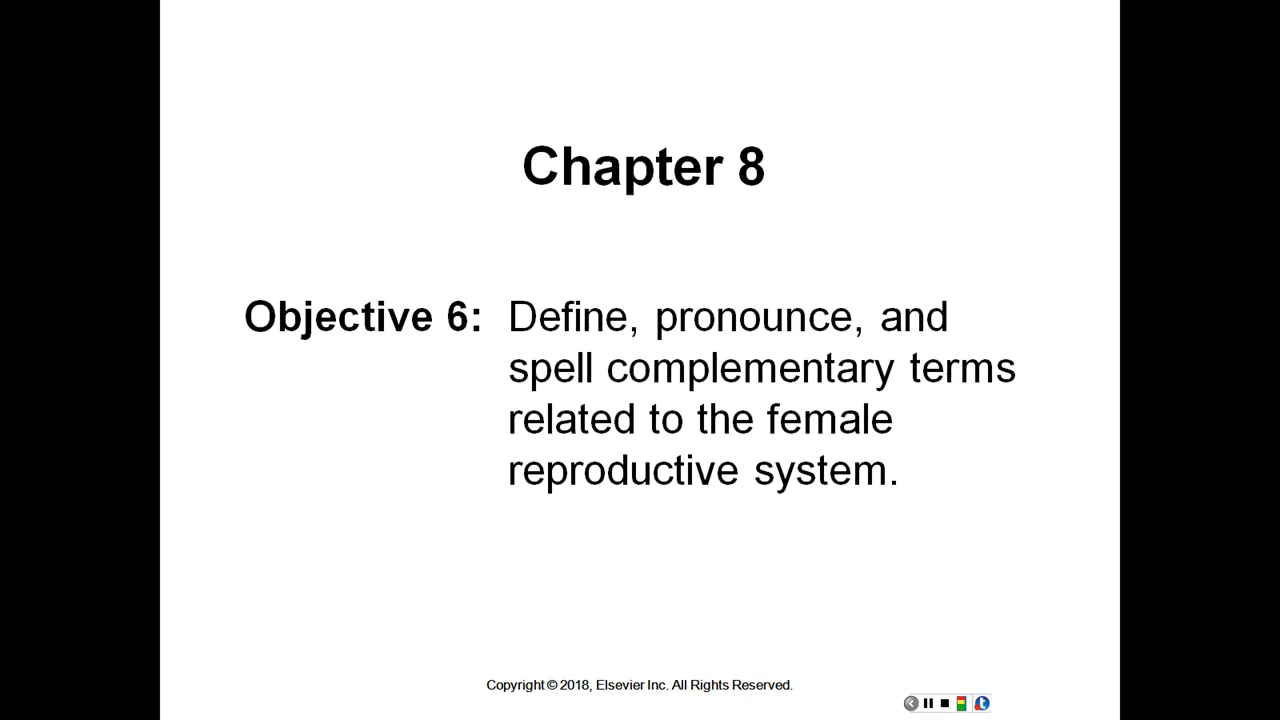 Chapter 8
Objective 6: Define, pronounce, and
spell complementary terms
related to the female
reproductive system.
Copyright © 2018, Elsevier Inc. All Rights Reserved.